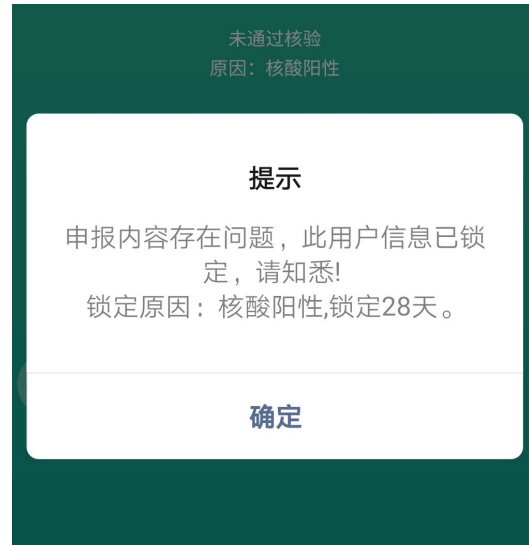 未通过核验
原因：核酸阳性
提示
申报内容存在问题，此用户信息已锁
定，请知悉!
锁定原因：核酸阳性,锁定28天。
确定